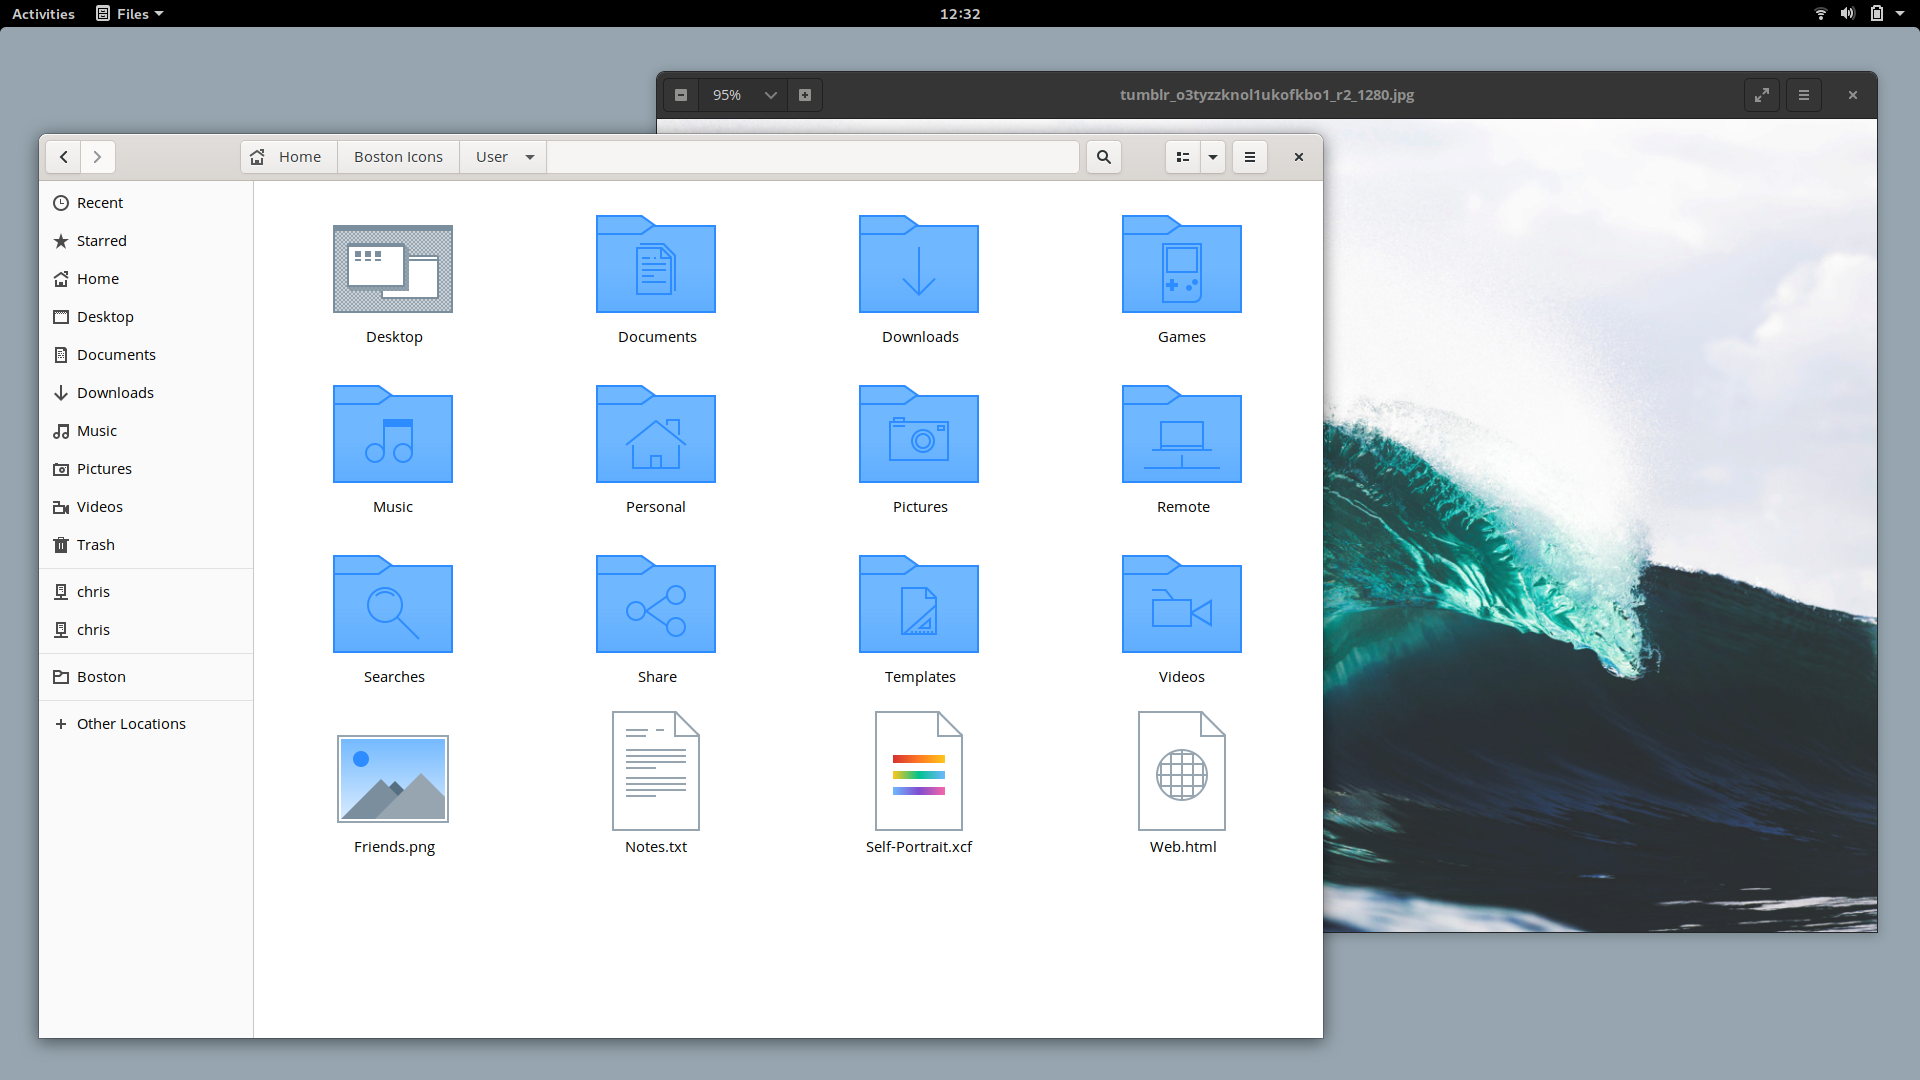 Activities Files 12:32
95% tumblr_o3tyzzknol1ukofkbo1_r2_1280.jpg
Home Boston Icons User
Recent
Starred
Home
Desktop
Documents
Downloads
Music
Pictures
Videos
Trash
chris
chris
Boston
Other Locations
Desktop Documents Downloads Games
Music Personal Pictures Remote
Searches Share Templates Videos
Friends.png Notes.txt Self-Portrait.xcf Web.html